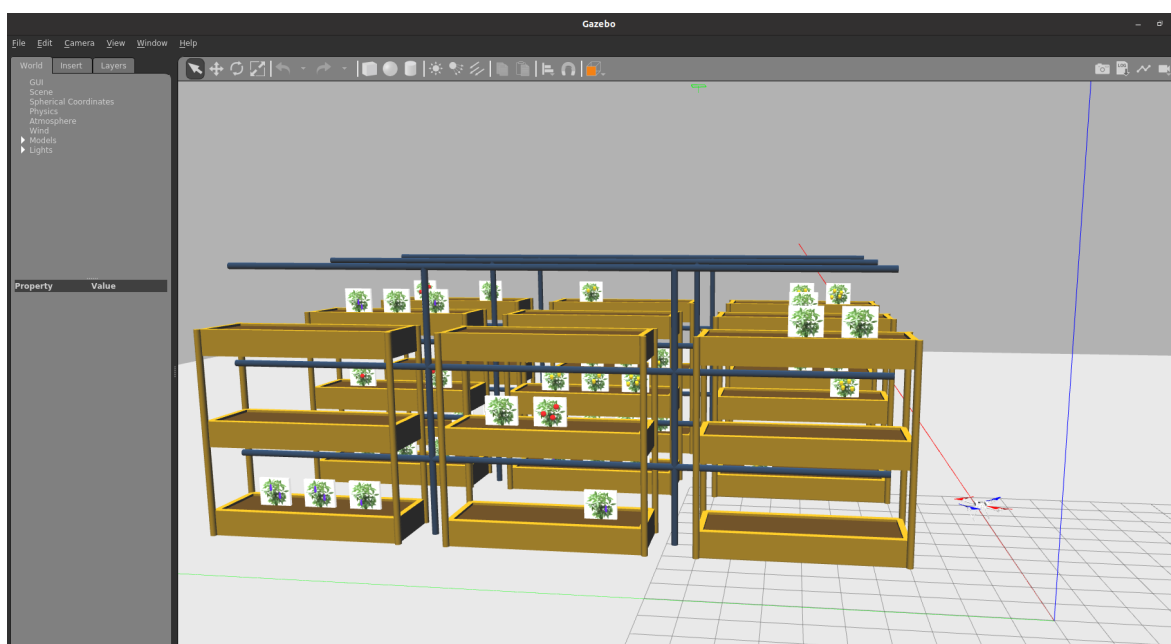 Gazebo
File Edit Camera View Window Help
World Insert Layers
GUI
Scene
Spherical Coordinates
Physics
Atmosphere
Wind
Models
Lights
Property Value